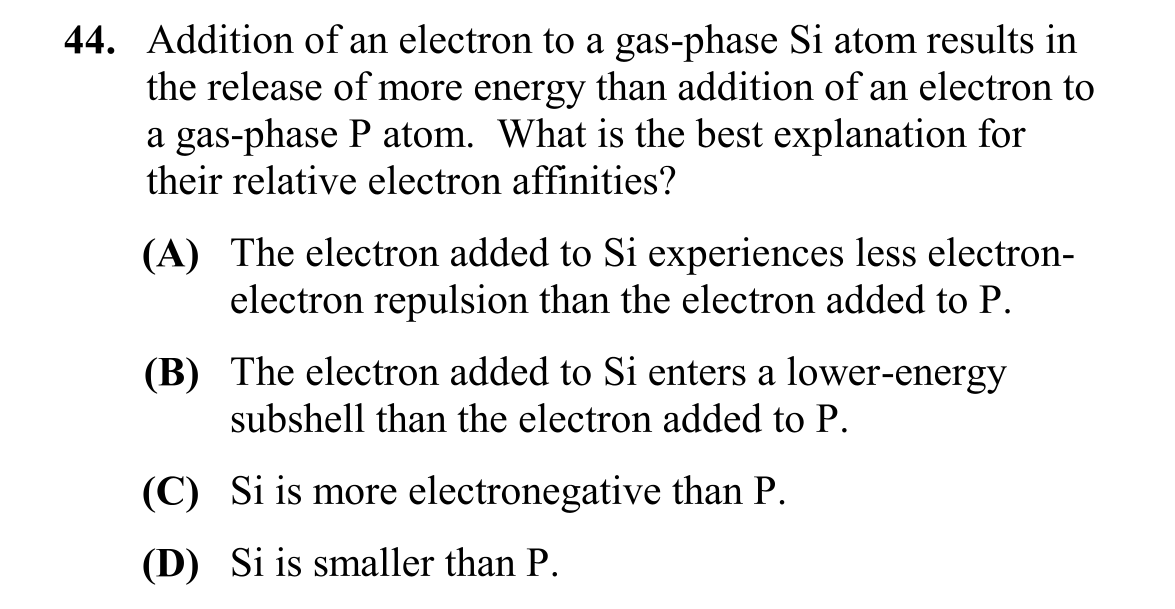 44. Addition of an electron to a gas-phase Si atom results in
the release of more energy than addition of an electron to
a gas-phase P atom. What is the best explanation for
their relative electron affinities?
(A) The electron added to Si experiences less electron-
electron repulsion than the electron added to P.
(B) The electron added to Si enters a lower-energy
subshell than the electron added to P.
(C) Si is more electronegative than P.
(D) Si is smaller than P.